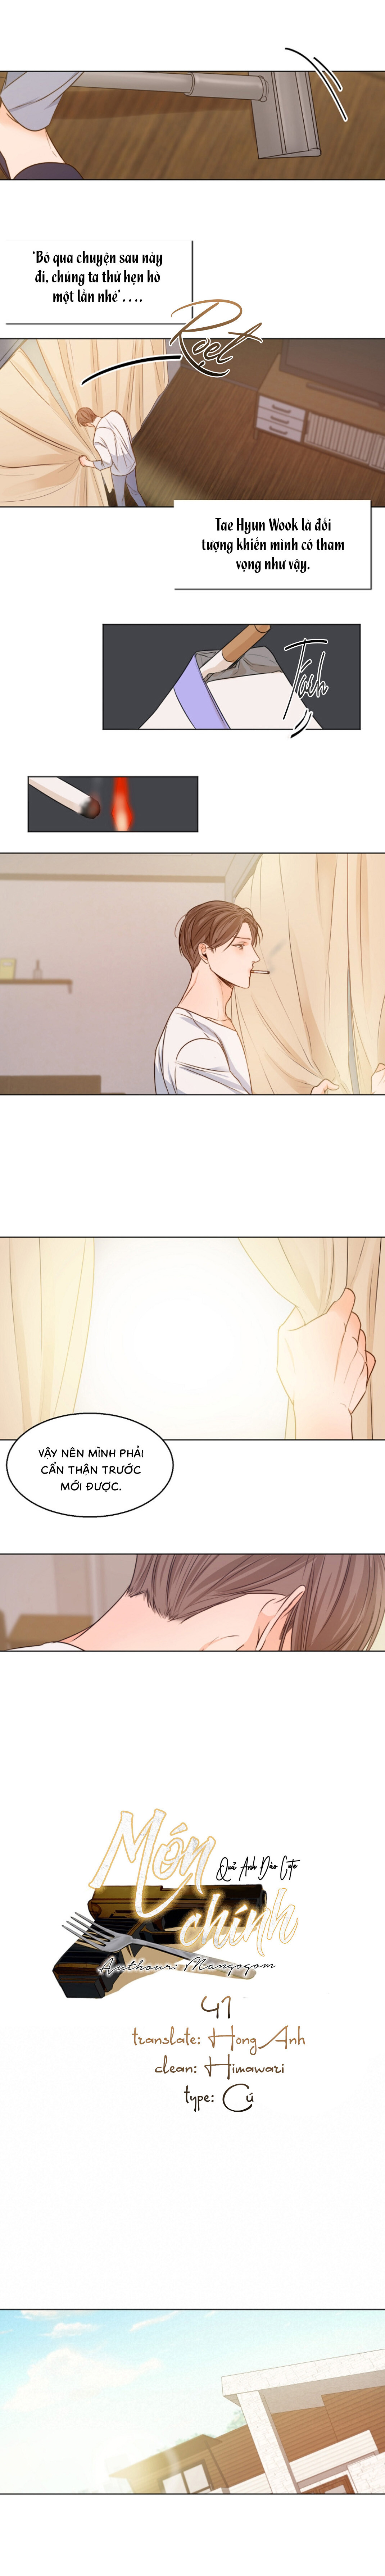 'Bỏ qua chuyện sau này
đi, chúng ta thử hẹn hò
một lần nhé'....
Reet
Tae Hyun Wook là đối
tượng khiến mình có tham
vọng như vậy.
Tách
VẬY NÊN MÌNH PHẢI
CẨN THẬN TRƯỚC
MỚI ĐƯỢC.
Món
Quả Anh Đào Cute
chính
Authour: Mangogom
41
translate: Hong Anh
clean: Himawari
type: Cú